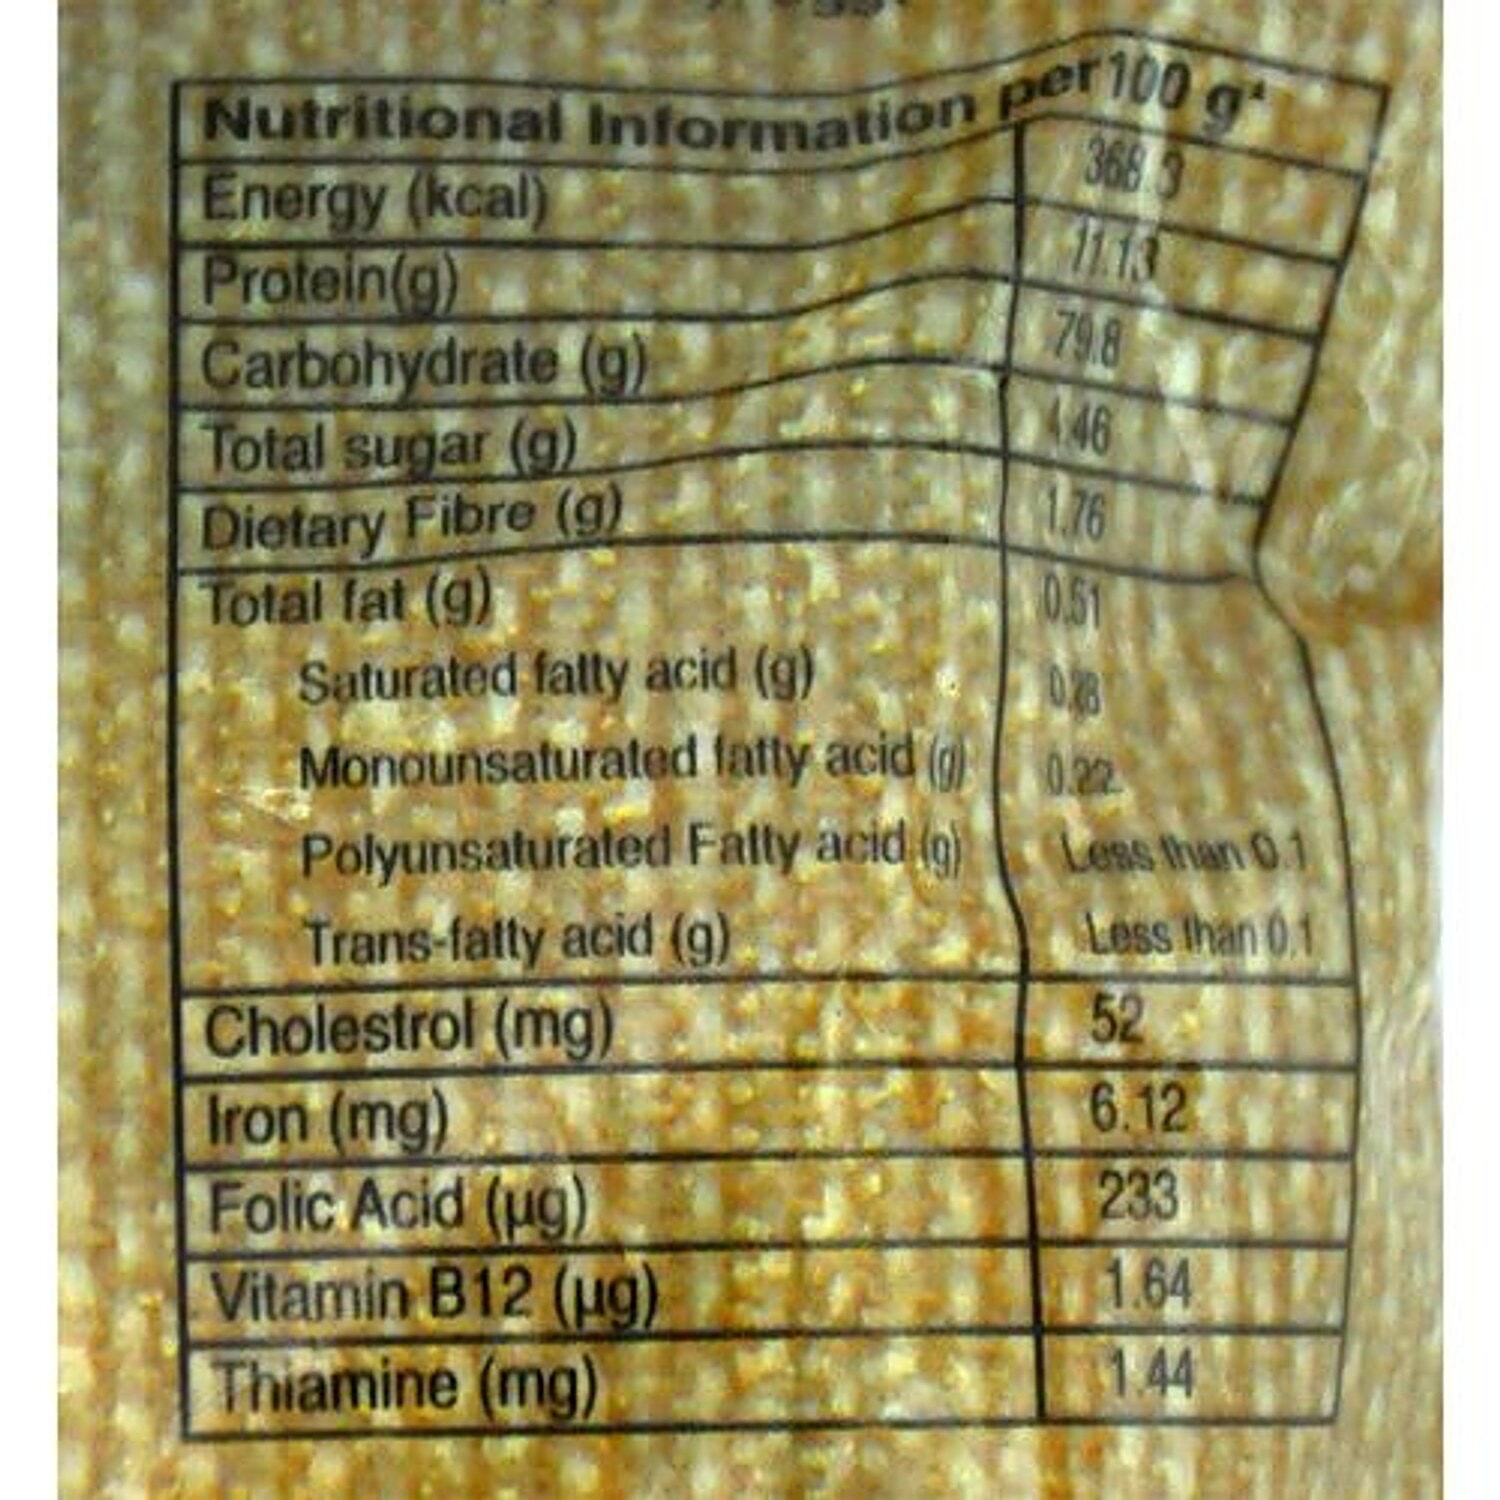 Nutritional Information per 100 g*
Energy (kcal) 368.3
Protein(g) 11.13
Carbohydrate (g) 79.8
Total sugar (g) 4.46
Dietary Fibre (g) 1.76
Total fat (g) 0.51
Saturated fatty acid (g) 0.28
Monounsaturated fatty acid (g) 0.22
Polyunsaturated Fatty acid (g) Less than 0.1
Trans-fatty acid (g) Less than 0.1
Cholestrol (mg) 52
Iron (mg) 6.12
Folic Acid (µg) 233
Vitamin B12 (µg) 1.64
Thiamine (mg) 1.44